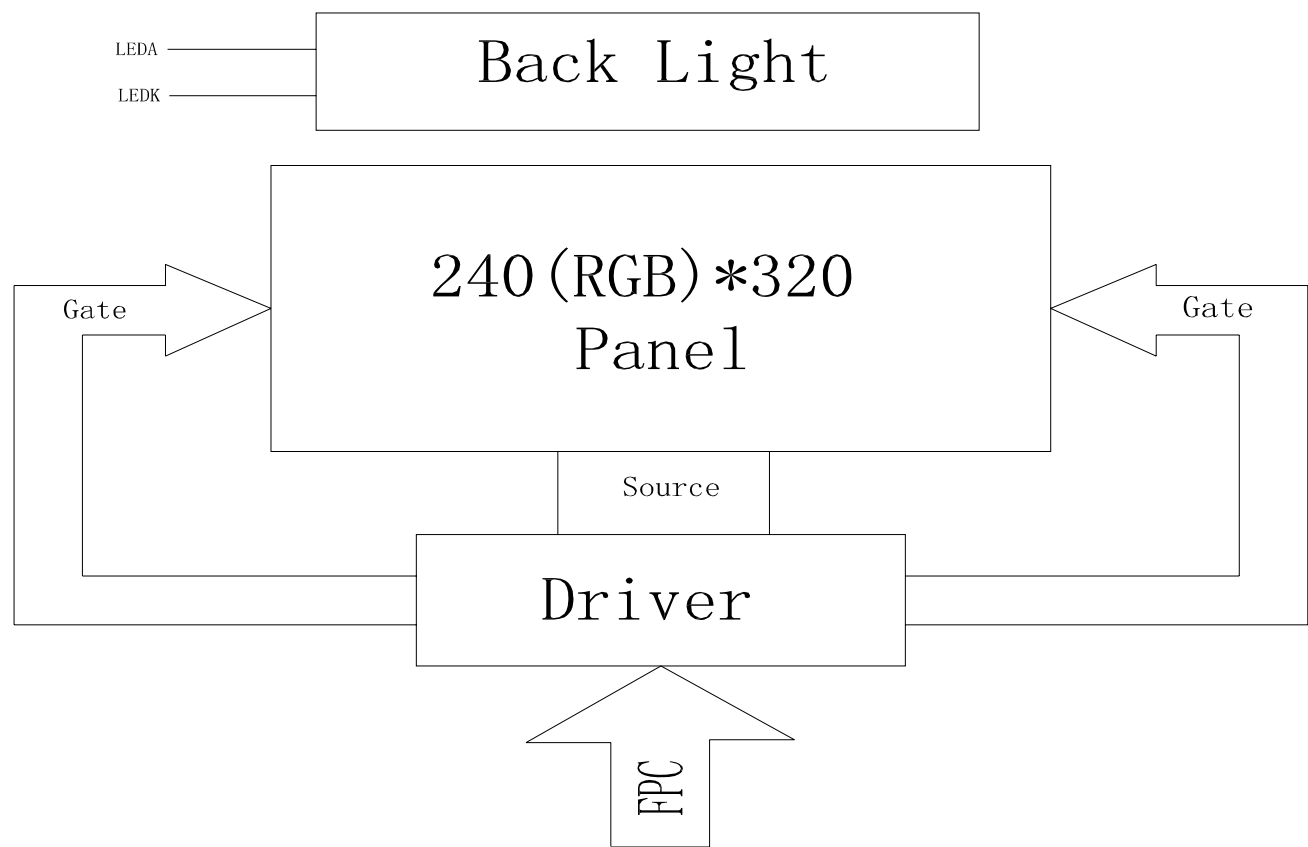 LEDA
Back Light
LEDK
240(RGB)*320
Panel
Gate
Gate
Source
Driver
FPC